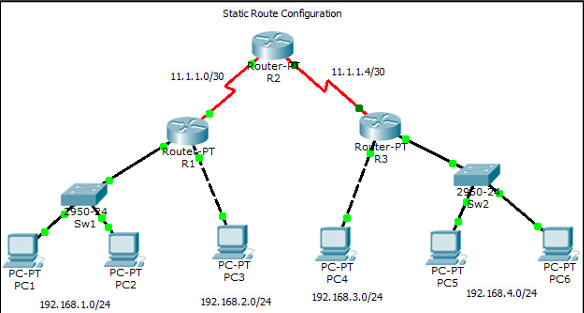 Static Route Configuration
11.1.1.0/30
Router-PT
R2
11.1.1.4/30
Router-PT
R1
Router-PT
R3
2950-24
Sw1
2950-24
Sw2
PC-PT
PC1
PC-PT
PC2
PC-PT
PC3
PC-PT
PC4
PC-PT
PC5
PC-PT
PC6
192.168.1.0/24
192.168.2.0/24
192.168.3.0/24
192.168.4.0/24